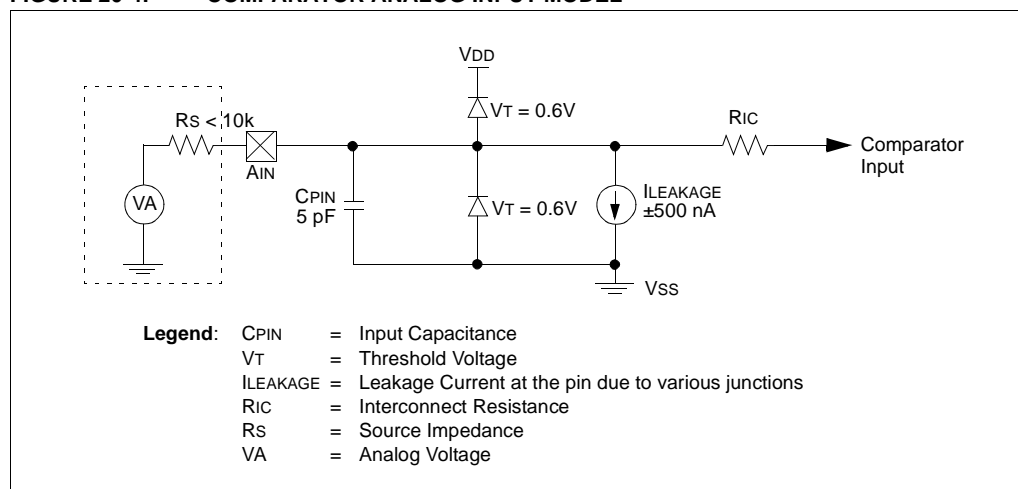 VDD
VT = 0.6V
RS < 10k
RIC
AIN
Comparator
Input
CPIN
5 pF
VA
VT = 0.6V
ILEAKAGE
±500 nA
VSS
Legend: CPIN = Input Capacitance
VT = Threshold Voltage
ILEAKAGE = Leakage Current at the pin due to various junctions
RIC = Interconnect Resistance
RS = Source Impedance
VA = Analog Voltage